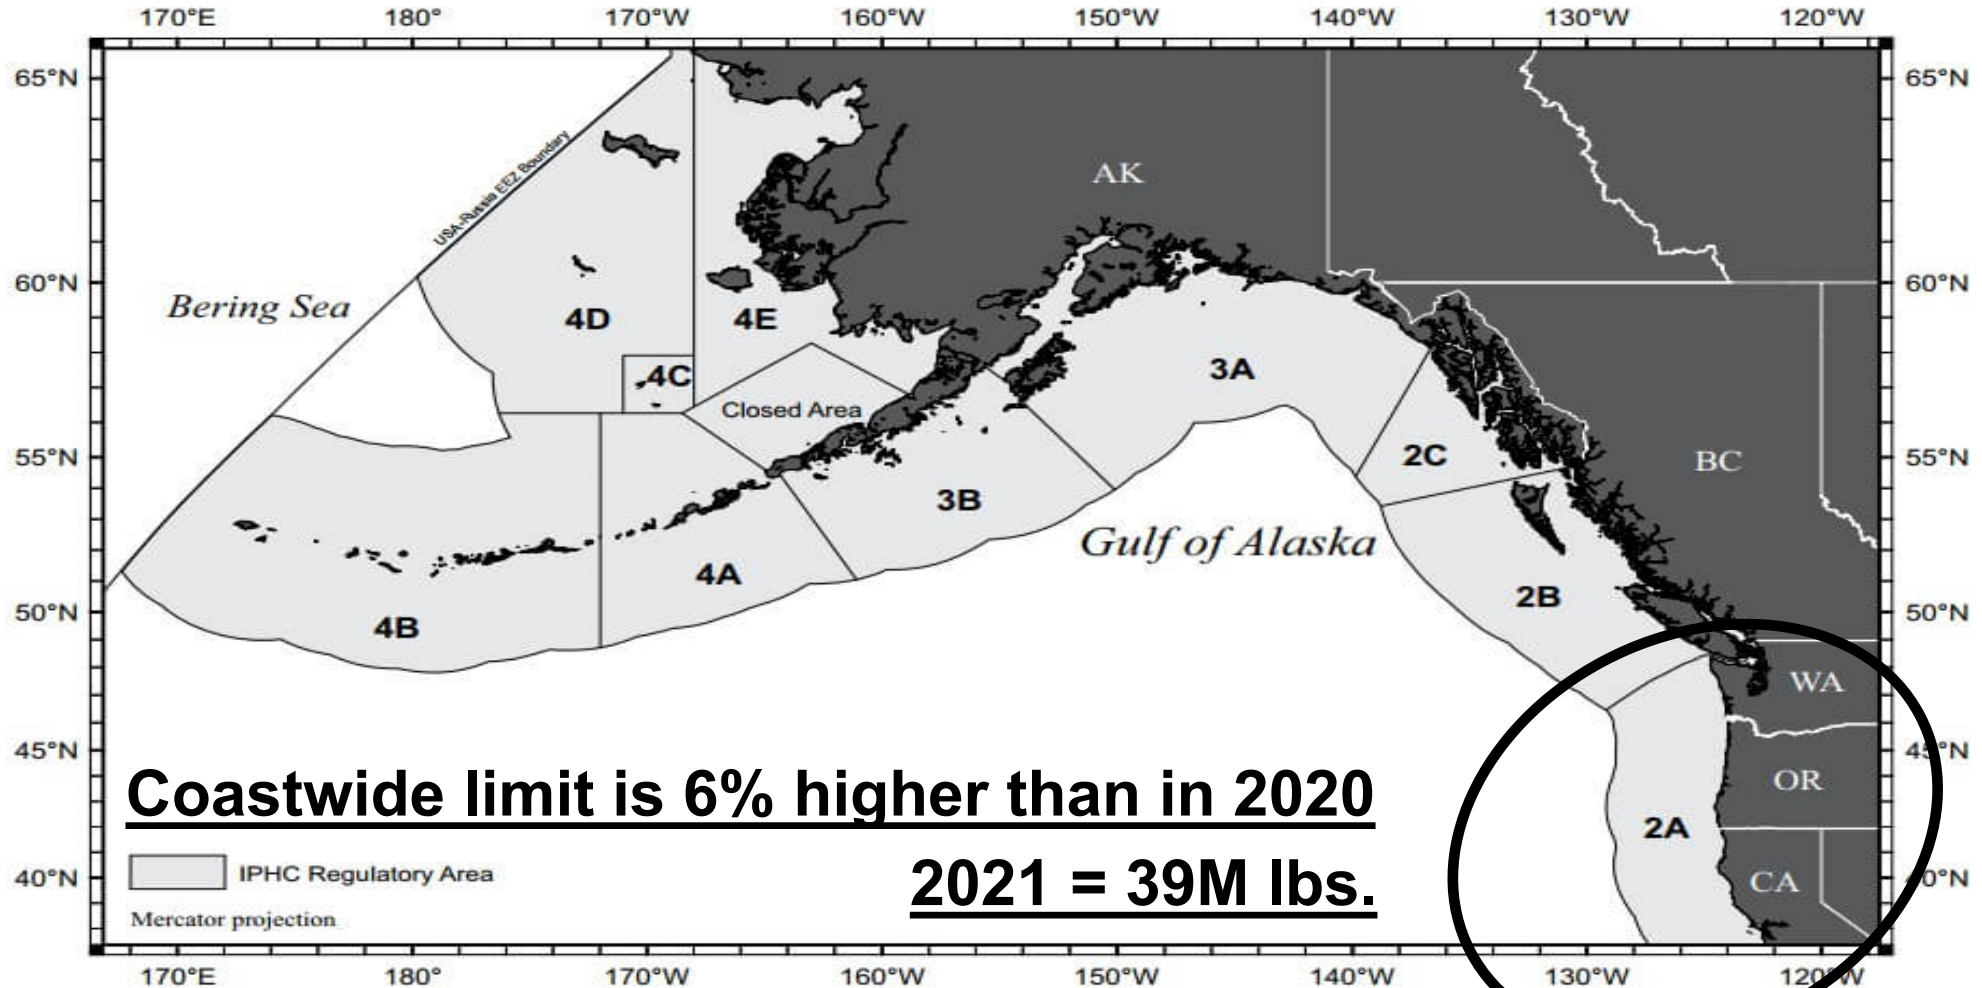 170°E 180° 170°W 160°W 150°W 140°W 130°W 120°W
65°N 65°N
AK
USA-Russia EEZ Boundary
60°N 60°N
Bering Sea
4D 4E
3A
4C
Closed Area
55°N 2C BC 55°N
3B
Gulf of Alaska
4A
2B
50°N 50°N
4B
WA
45°N 45°N
OR
Coastwide limit is 6% higher than in 2020
2A
IPHC Regulatory Area
2021 = 39M lbs.
CA
40°N 40°N
Mercator projection
170°E 180° 170°W 160°W 150°W 140°W 130°W 120°W